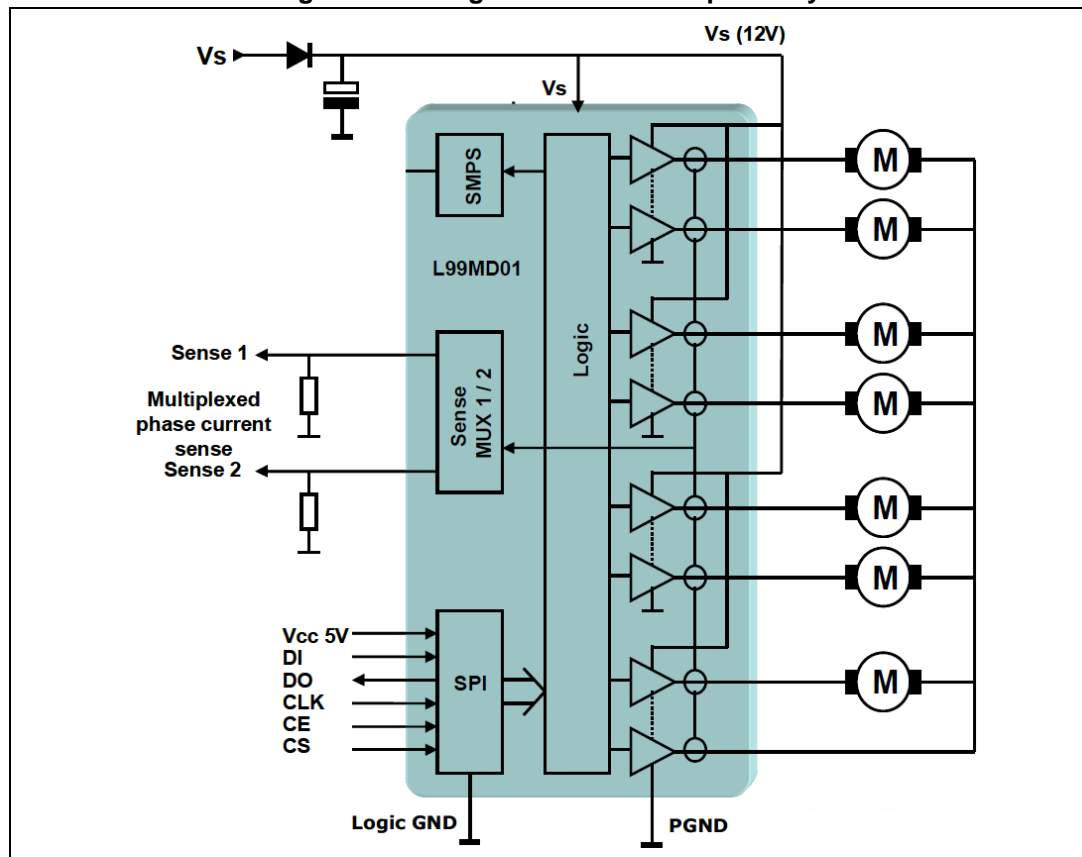 Vs (12V)
Vs
Vs
SMPS
L99MD01
Logic
Sense 1
Multiplexed
phase current
sense
Sense 2
Sense
MUX 1 / 2
M
M
M
M
M
M
M
Vcc 5V
DI
DO
CLK
CE
CS
SPI
Logic GND
PGND